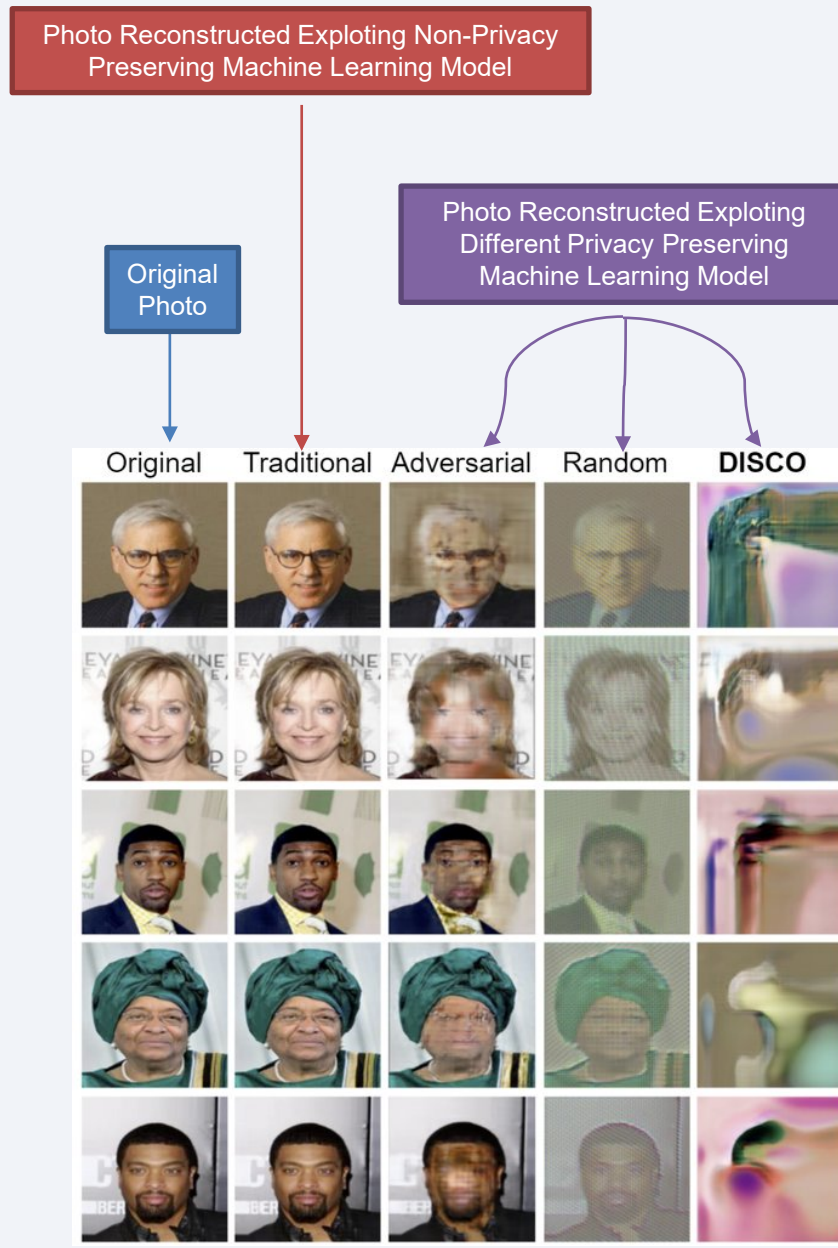 Photo Reconstructed Exploting Non-Privacy
Preserving Machine Learning Model
Photo Reconstructed Exploting
Different Privacy Preserving
Machine Learning Model
Original
Photo
Original
Traditional
Adversarial
Random
DISCO